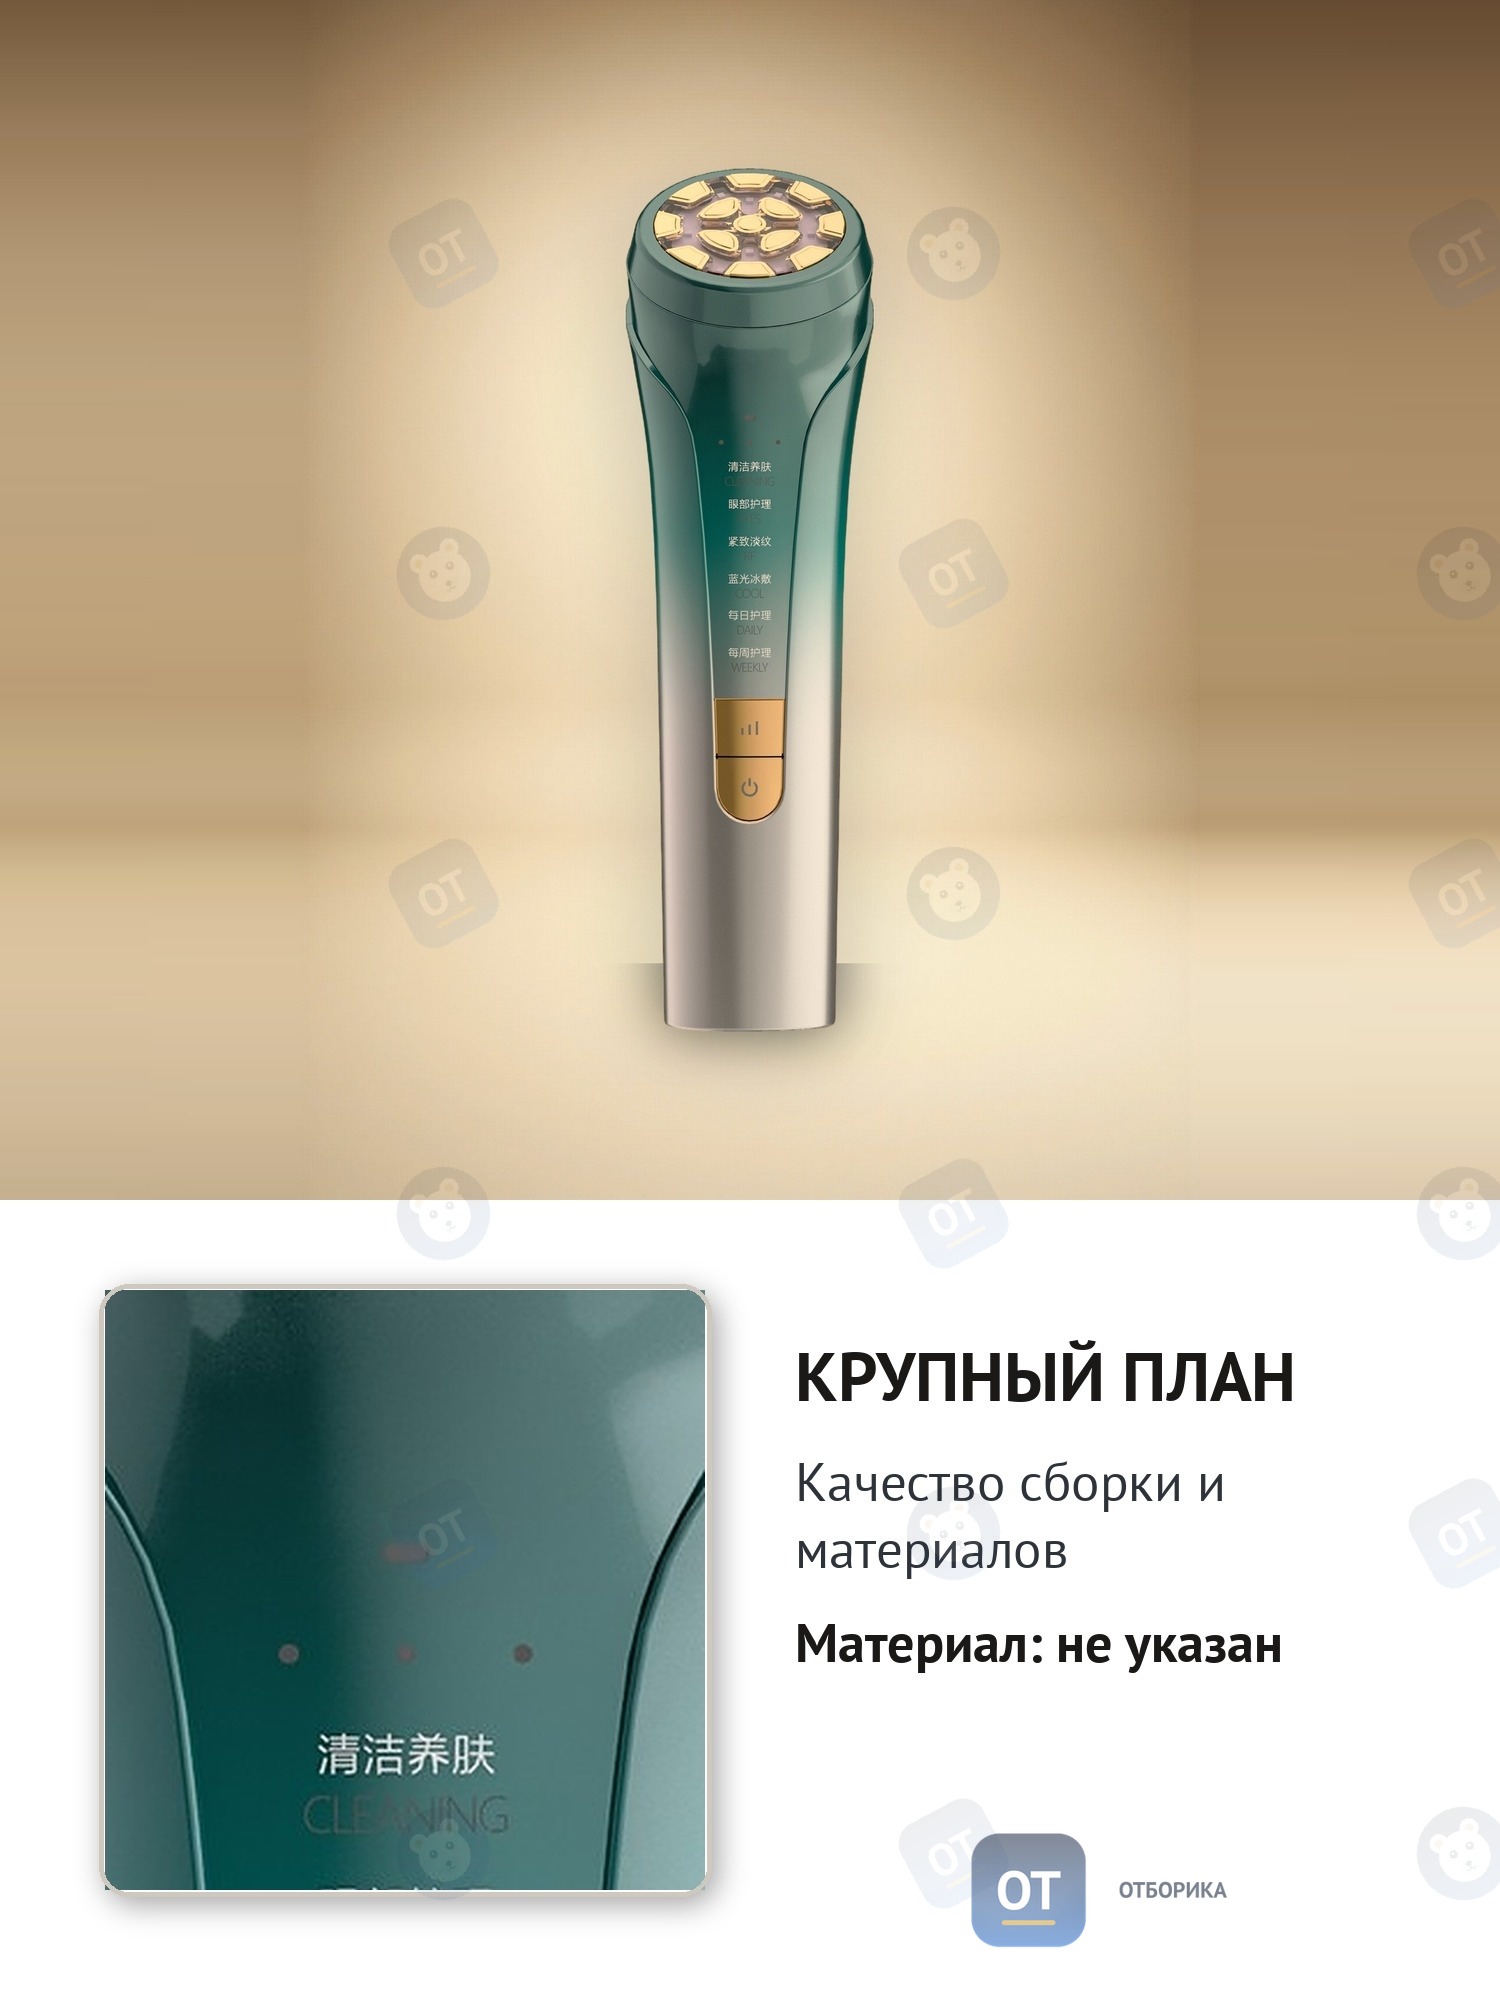 清洁养肤
CLEANING
眼部护理
紧致淡纹
RF
蓝光冰敷
COOL
每日护理
DAILY
每周护理
WEEKLY
清洁养肤
CLEANING
КРУПНЫЙ ПЛАН
Качество сборки и
материалов
Материал: не указан
ОТ
ОТБОРИКА